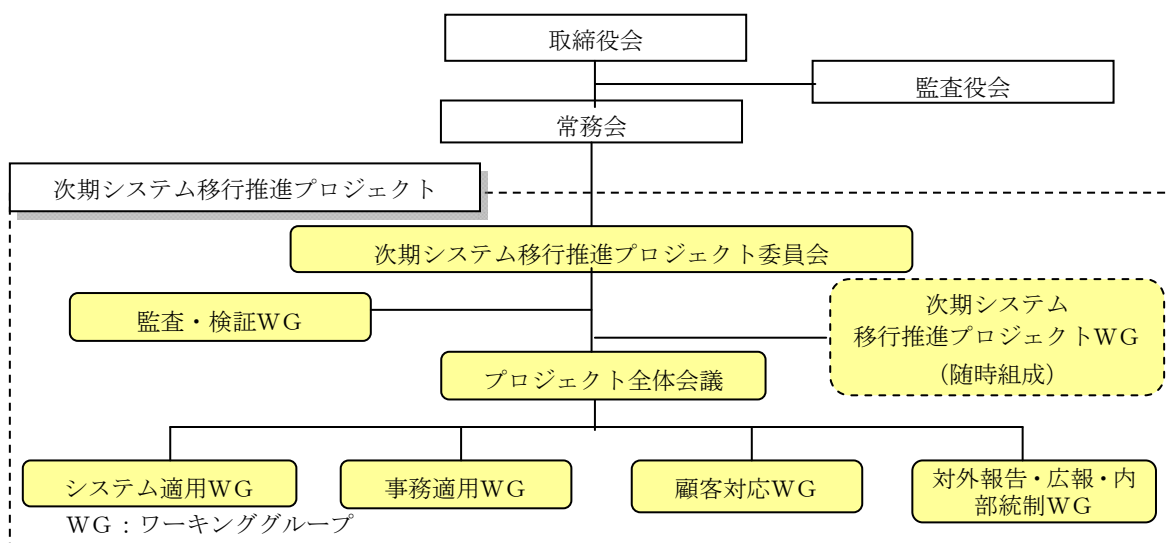 取締役会
監査役会
常務会
次期システム移行推進プロジェクト
次期システム移行推進プロジェクト委員会
監査・検証ＷＧ
次期システム
移行推進プロジェクトＷＧ
（随時組成）
プロジェクト全体会議
システム適用ＷＧ
事務適用ＷＧ
顧客対応ＷＧ
対外報告・広報・内
部統制ＷＧ
ＷＧ：ワーキンググループ